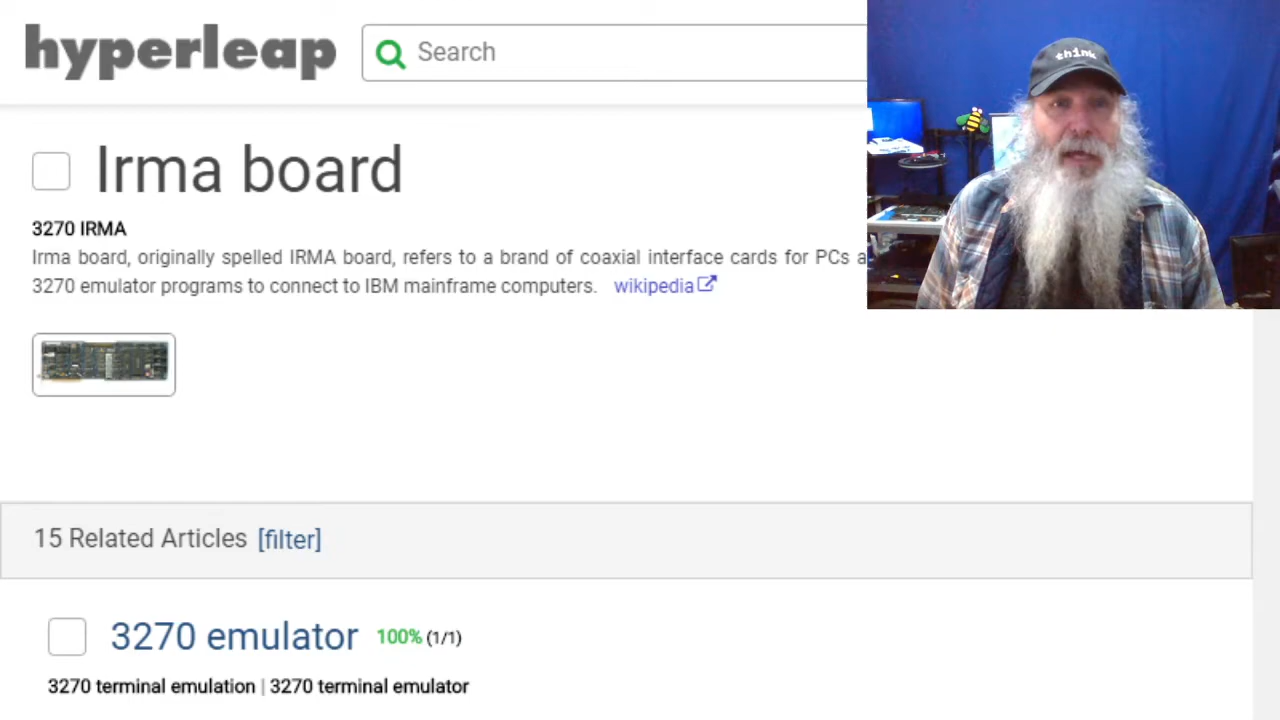 hyperleap
Search
think
Irma board
3270 IRMA
Irma board, originally spelled IRMA board, refers to a brand of coaxial interface cards for PCs a
3270 emulator programs to connect to IBM mainframe computers. wikipedia
15 Related Articles [filter]
3270 emulator 100% (1/1)
3270 terminal emulation | 3270 terminal emulator